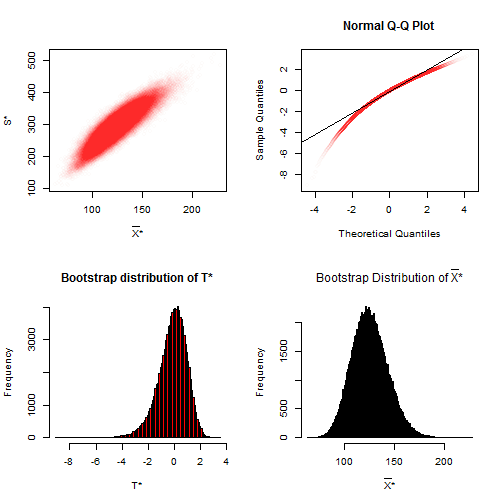 S*
100 200 300 400 500
100 150 200
X̅*
Normal Q-Q Plot
Sample Quantiles
-8 -6 -4 -2 0 2
-4 -2 0 2 4
Theoretical Quantiles
Bootstrap distribution of T*
Frequency
0 1000 3000
-8 -6 -4 -2 0 2 4
T*
Bootstrap Distribution of X̅*
Frequency
0 500 1500
100 150 200
X̅*